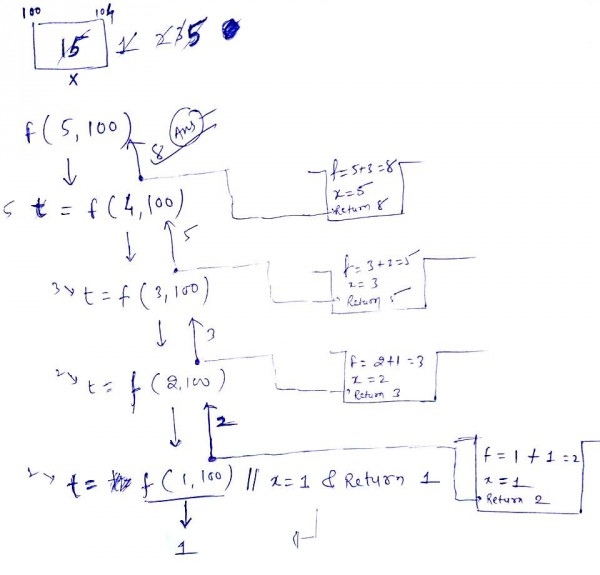 100 104
15 1 2 3 5
x
f(5,100) 8 Ans
f=5+3=8
x=5
Return 8
5 t = f(4,100) 5
f=3+2=5
x=3
Return 5
3 t = f(3,100) 3
f=2+1=3
x=2
Return 3
2 t = f(2,100) 2
f=1+1=2
x=1
Return 2
t = f(1,100) // x=1 & Return 1
1